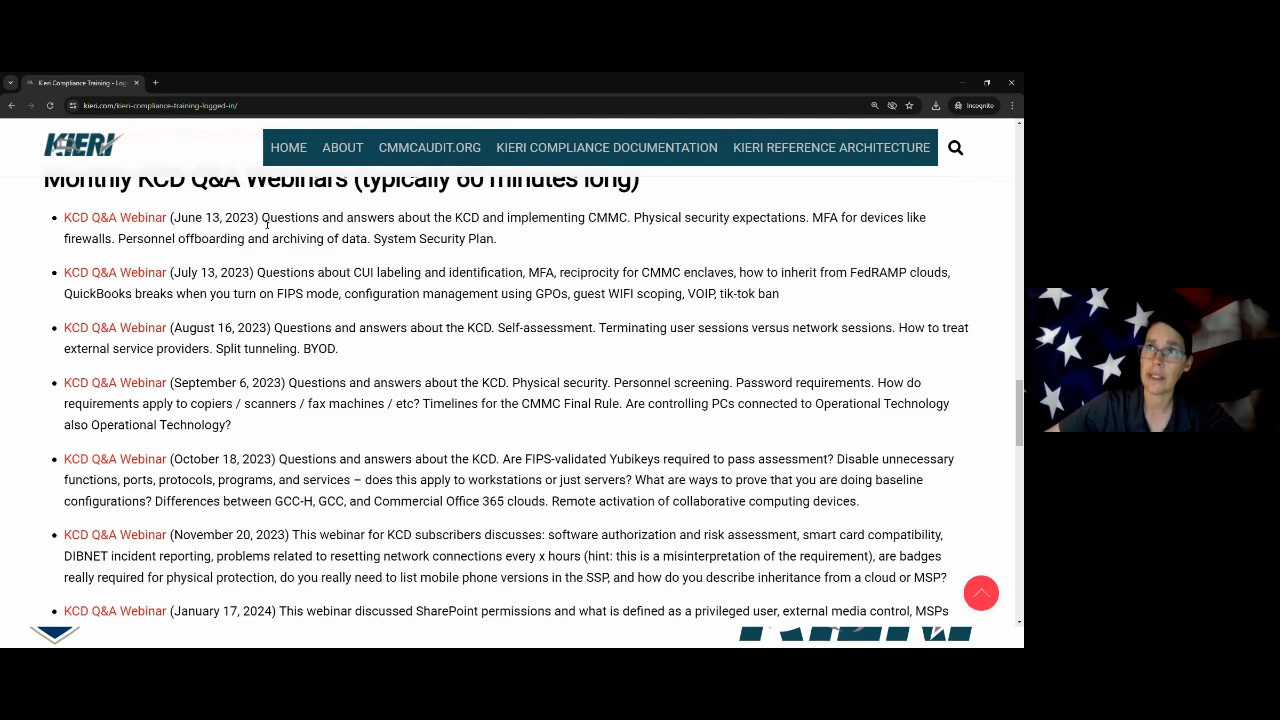 Kieri Compliance Training - Log
kieri.com/kieri-compliance-training-logged-in/
Incognito
KIERI
HOME ABOUT CMMCAUDIT.ORG KIERI COMPLIANCE DOCUMENTATION KIERI REFERENCE ARCHITECTURE
Monthly KCD Q&A Webinars (typically 60 minutes long)
KCD Q&A Webinar (June 13, 2023) Questions and answers about the KCD and implementing CMMC. Physical security expectations. MFA for devices like
firewalls. Personnel offboarding and archiving of data. System Security Plan.
KCD Q&A Webinar (July 13, 2023) Questions about CUI labeling and identification, MFA, reciprocity for CMMC enclaves, how to inherit from FedRAMP clouds,
QuickBooks breaks when you turn on FIPS mode, configuration management using GPOs, guest WIFI scoping, VOIP, tik-tok ban
KCD Q&A Webinar (August 16, 2023) Questions and answers about the KCD. Self-assessment. Terminating user sessions versus network sessions. How to treat
external service providers. Split tunneling. BYOD.
KCD Q&A Webinar (September 6, 2023) Questions and answers about the KCD. Physical security. Personnel screening. Password requirements. How do
requirements apply to copiers / scanners / fax machines / etc? Timelines for the CMMC Final Rule. Are controlling PCs connected to Operational Technology
also Operational Technology?
KCD Q&A Webinar (October 18, 2023) Questions and answers about the KCD. Are FIPS-validated Yubikeys required to pass assessment? Disable unnecessary
functions, ports, protocols, programs, and services – does this apply to workstations or just servers? What are ways to prove that you are doing baseline
configurations? Differences between GCC-H, GCC, and Commercial Office 365 clouds. Remote activation of collaborative computing devices.
KCD Q&A Webinar (November 20, 2023) This webinar for KCD subscribers discusses: software authorization and risk assessment, smart card compatibility,
DIBNET incident reporting, problems related to resetting network connections every x hours (hint: this is a misinterpretation of the requirement), are badges
really required for physical protection, do you really need to list mobile phone versions in the SSP, and how do you describe inheritance from a cloud or MSP?
KCD Q&A Webinar (January 17, 2024) This webinar discussed SharePoint permissions and what is defined as a privileged user, external media control, MSPs